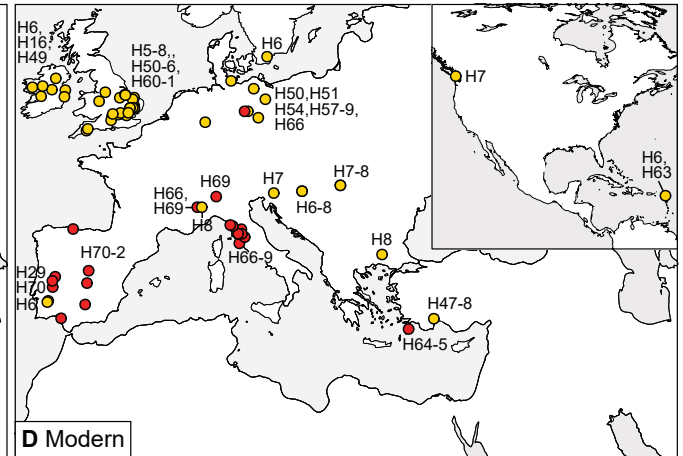 H6,
H16,
H49
H5-8,,
H50-6,
H60-1
H6
H50,H51
H54,H57-9,
H66
H7
H6,
H63
H66,
H69
H69
H8
H7
H6-8
H7-8
H66-9
H8
H70-2
H29
H70
H6
H47-8
H64-5
D Modern